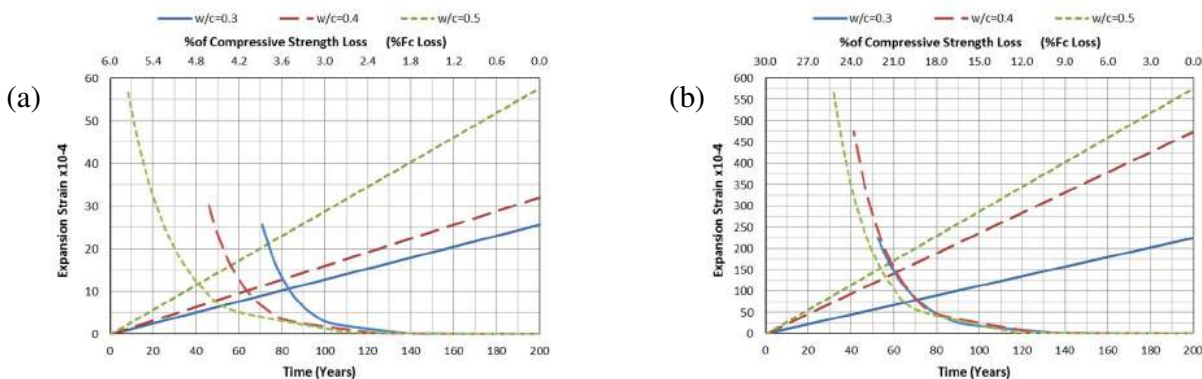 w/c=0.3 w/c=0.4 w/c=0.5
%of Compressive Strength Loss (%Fc Loss)
6.0 5.4 4.8 4.2 3.6 3.0 2.4 1.8 1.2 0.6 0.0
(a)
Expansion Strain x10-4
60
50
40
30
20
10
0
0 20 40 60 80 100 120 140 160 180 200
Time (Years)
w/c=0.3 w/c=0.4 w/c=0.5
%of Compressive Strength Loss (%Fc Loss)
30.0 27.0 24.0 21.0 18.0 15.0 12.0 9.0 6.0 3.0 0.0
(b)
Expansion Strain x10-4
600
550
500
450
400
350
300
250
200
150
100
50
0
0 20 40 60 80 100 120 140 160 180 200
Time (Years)